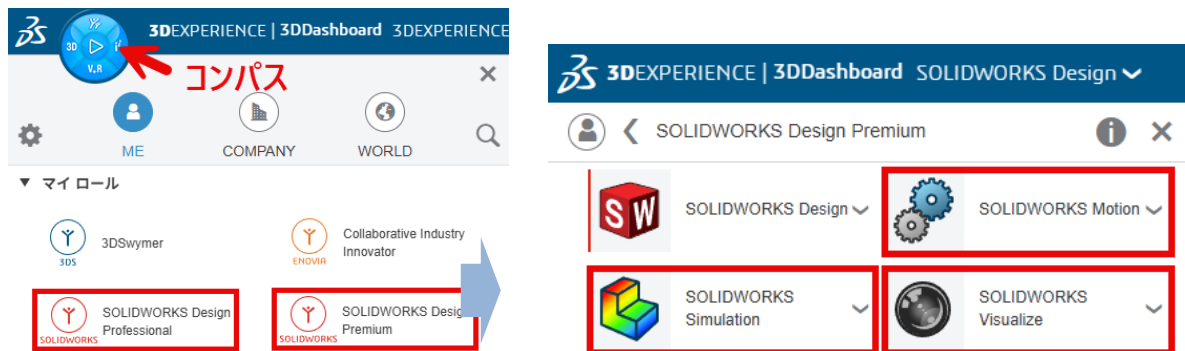 3DEXPERIENCE | 3DDashboard 3DEXPERIENCE
3D
V.R
コンパス
ME
COMPANY
WORLD
マイ ロール
3DSwymer
3DS
Collaborative Industry
Innovator
ENOVIA
SOLIDWORKS Design
Professional
SOLIDWORKS
SOLIDWORKS Desig
Premium
SOLIDWORKS
3DEXPERIENCE | 3DDashboard SOLIDWORKS Design
SOLIDWORKS Design Premium
SW
SOLIDWORKS Design
SOLIDWORKS Motion
SOLIDWORKS
Simulation
SOLIDWORKS
Visualize